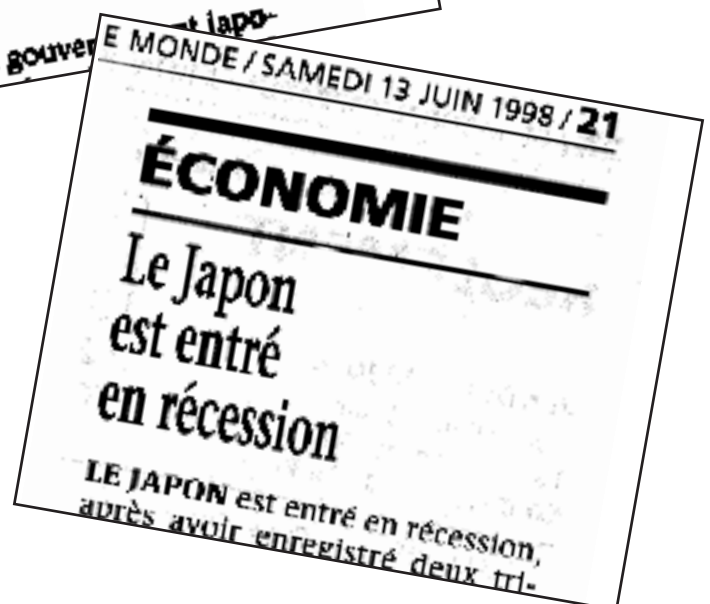 t japo-
gouver
E MONDE / SAMEDI 13 JUIN 1998 / 21
ÉCONOMIE
Le Japon
est entré
en récession
LE JAPON est entré en récession,
après avoir enregistré deux tri-